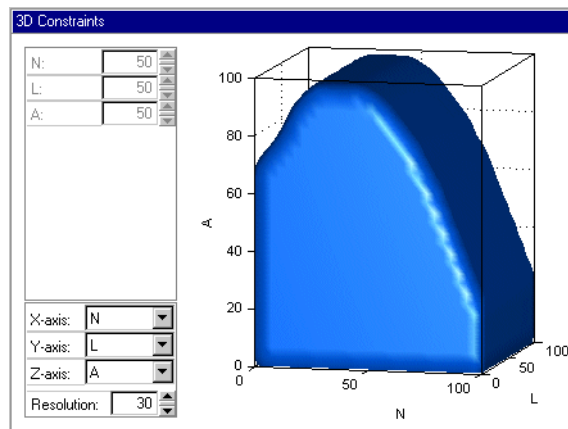 3D Constraints
N: 50
L: 50
A: 50
X-axis: N
Y-axis: L
Z-axis: A
Resolution: 30
100
80
60
40
20
0
A
0
50
100
N
0
50
100
L